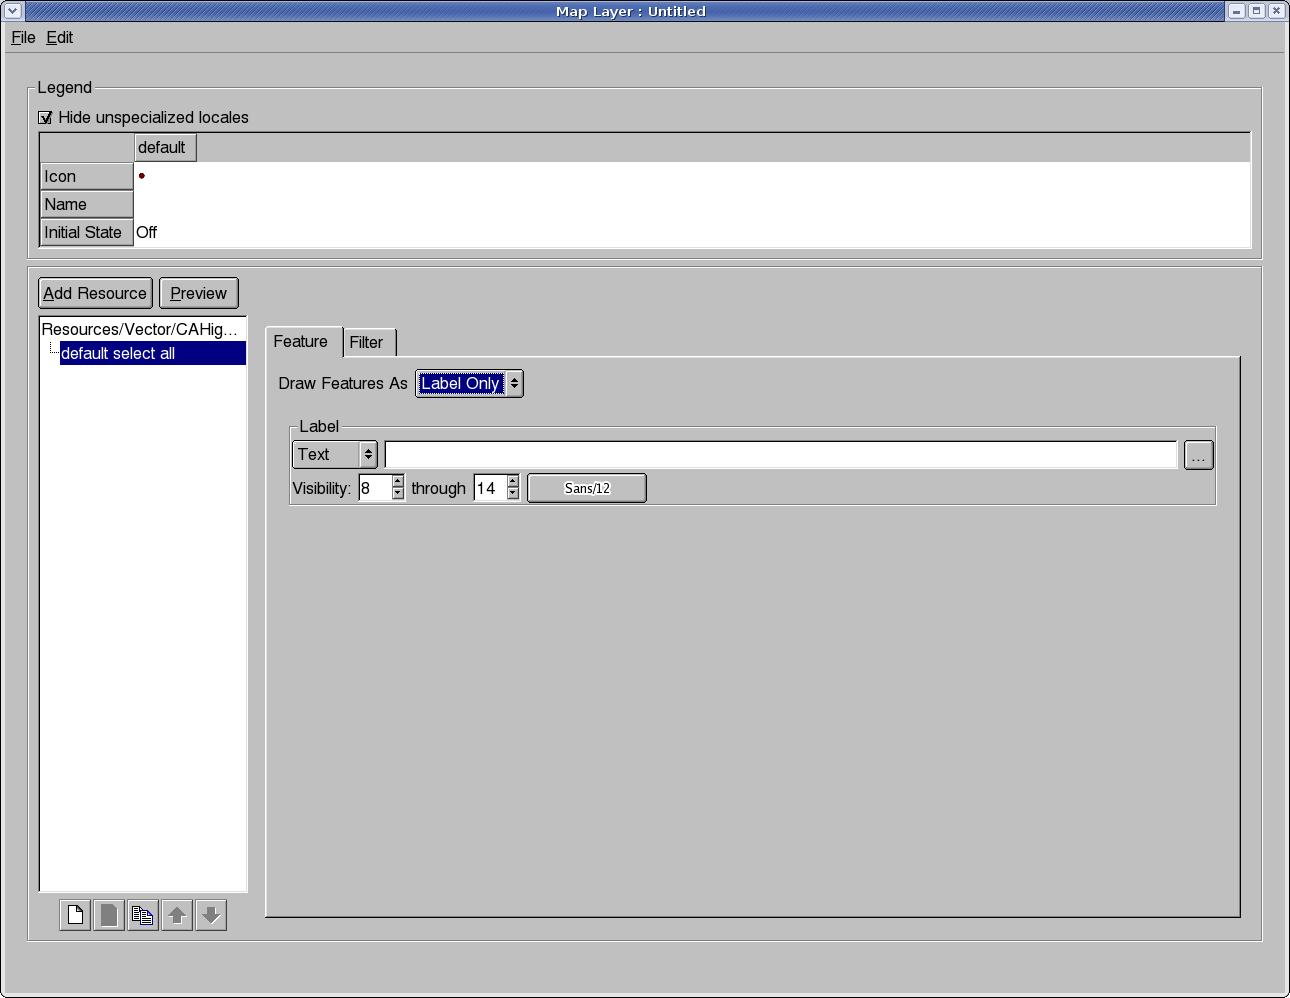 Map Layer : Untitled
File Edit
Legend
Hide unspecialized locales
default
Icon
Name
Initial State Off
Add Resource Preview
Resources/Vector/CAHig...
default select all
Feature Filter
Draw Features As Label Only
Label
Text ...
Visibility: 8 through 14 Sans/12